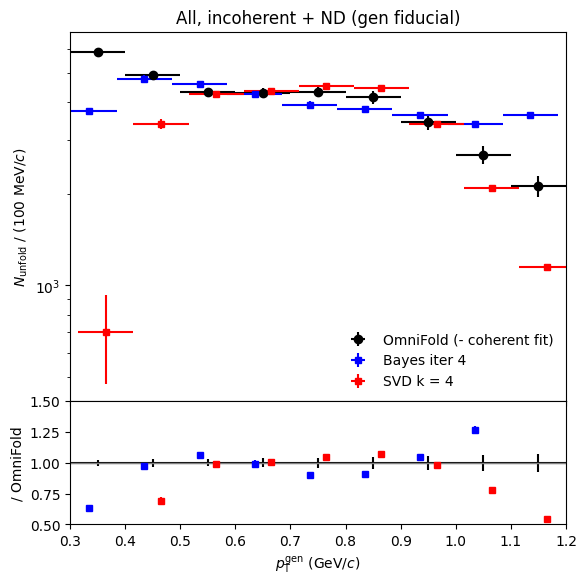 All, incoherent + ND (gen fiducial)
N_unfold / (100 MeV/c)
10^3
OmniFold (- coherent fit)
Bayes iter 4
SVD k = 4
/ OmniFold
1.50
1.25
1.00
0.75
0.50
0.3 0.4 0.5 0.6 0.7 0.8 0.9 1.0 1.1 1.2
p_T^gen (GeV/c)